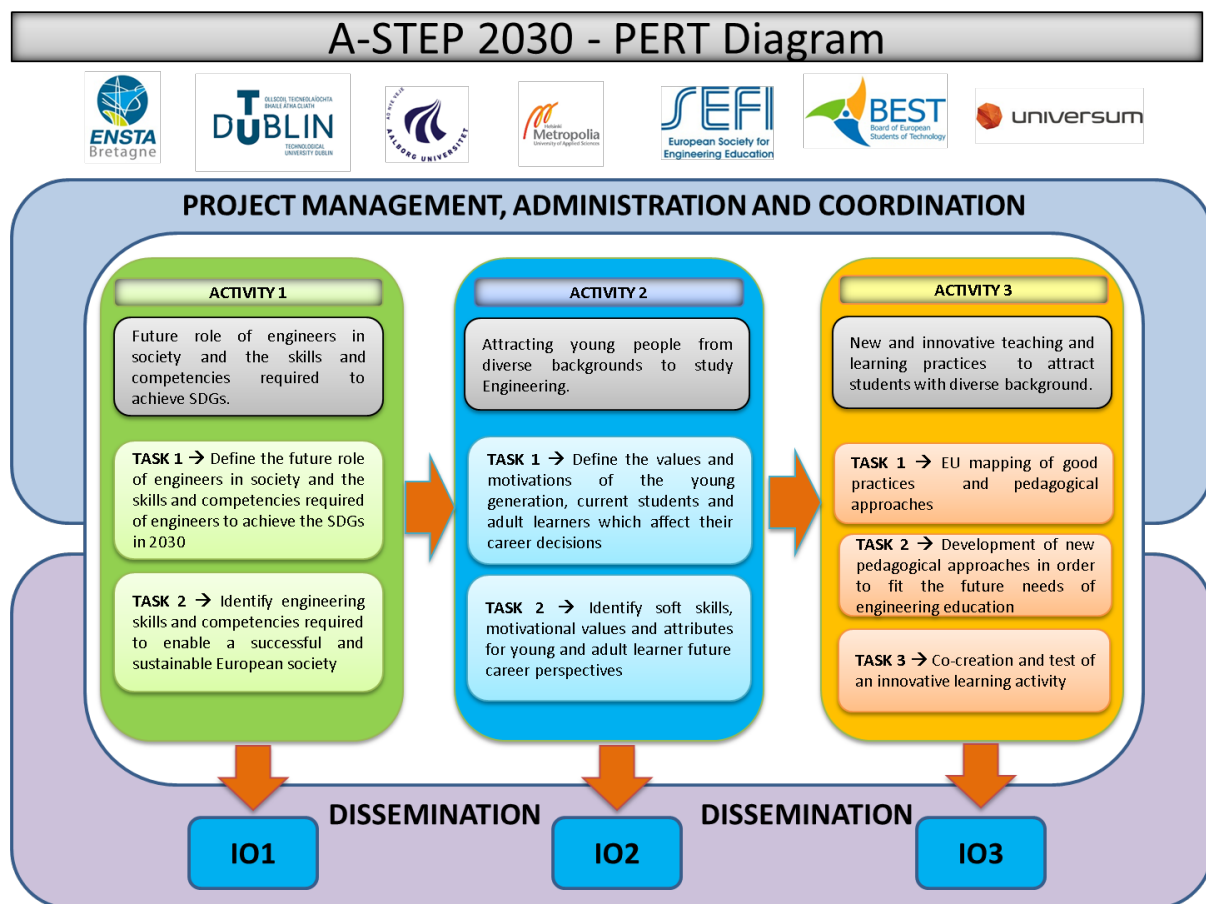 A-STEP 2030 - PERT Diagram
ENSTA
Bretagne
OLLSCOIL TEICNEOLAÍOCHTA
BHAILE ÁTHA CLIATH
TU DUBLIN
TECHNOLOGICAL
UNIVERSITY DUBLIN
AALBORG UNIVERSITET
Helsinki
Metropolia
University of Applied Sciences
SEFI
European Society for
Engineering Education
BEST
Board of European
Students of Technology
universum
PROJECT MANAGEMENT, ADMINISTRATION AND COORDINATION
ACTIVITY 1
Future role of engineers in
society and the skills and
competencies required to
achieve SDGs.
TASK 1 → Define the future role
of engineers in society and the
skills and competencies required
of engineers to achieve the SDGs
in 2030
TASK 2 → Identify engineering
skills and competencies required
to enable a successful and
sustainable European society
ACTIVITY 2
Attracting young people from
diverse backgrounds to study
Engineering.
TASK 1 → Define the values and
motivations of the young
generation, current students and
adult learners which affect their
career decisions
TASK 2 → Identify soft skills,
motivational values and attributes
for young and adult learner future
career perspectives
ACTIVITY 3
New and innovative teaching and
learning practices to attract
students with diverse background.
TASK 1 → EU mapping of good
practices and pedagogical
approaches
TASK 2 → Development of new
pedagogical approaches in order
to fit the future needs of
engineering education
TASK 3 → Co-creation and test of
an innovative learning activity
DISSEMINATION
DISSEMINATION
IO1
IO2
IO3